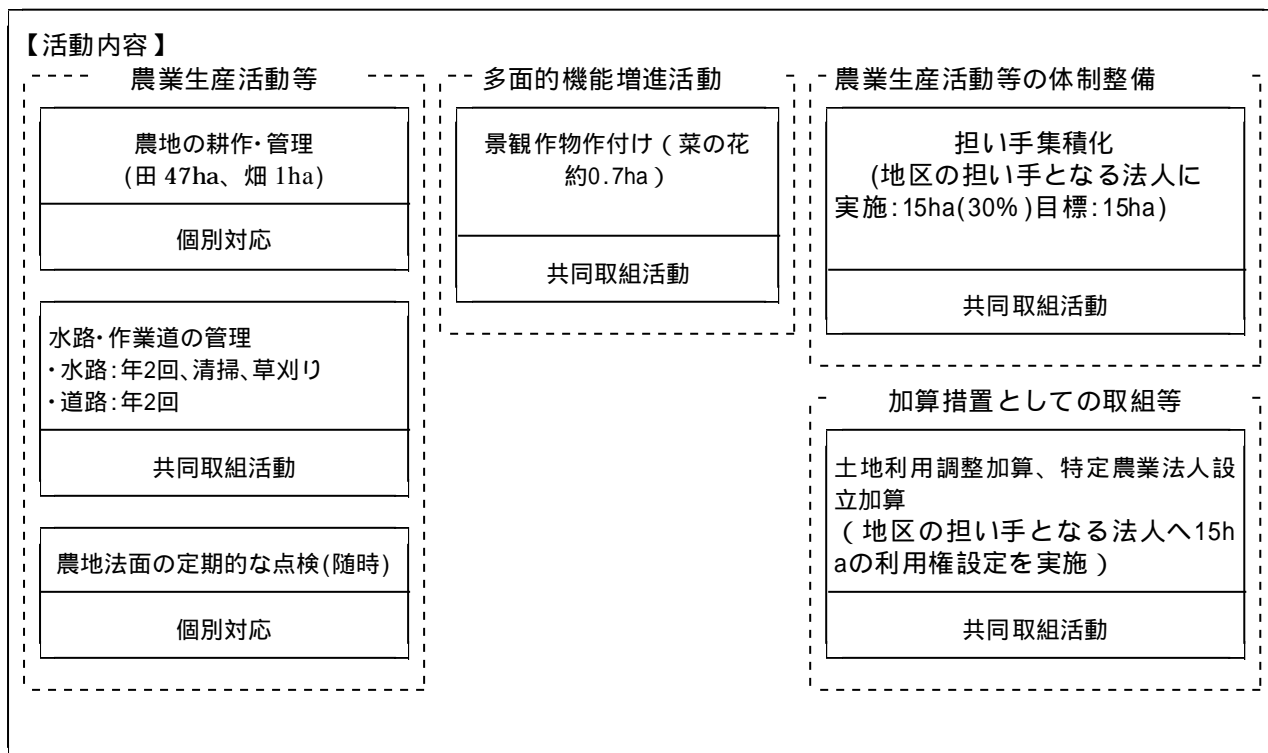 【活動内容】
農業生産活動等
農地の耕作・管理
(田 47ha、畑 1ha)
個別対応
水路・作業道の管理
・水路:年2回、清掃、草刈り
・道路:年2回
共同取組活動
農地法面の定期的な点検(随時)
個別対応
多面的機能増進活動
景観作物作付け（菜の花
約0.7ha）
共同取組活動
農業生産活動等の体制整備
担い手集積化
(地区の担い手となる法人に
実施:15ha(30%)目標:15ha)
共同取組活動
加算措置としての取組等
土地利用調整加算、特定農業法人設
立加算
（地区の担い手となる法人へ15h
aの利用権設定を実施）
共同取組活動